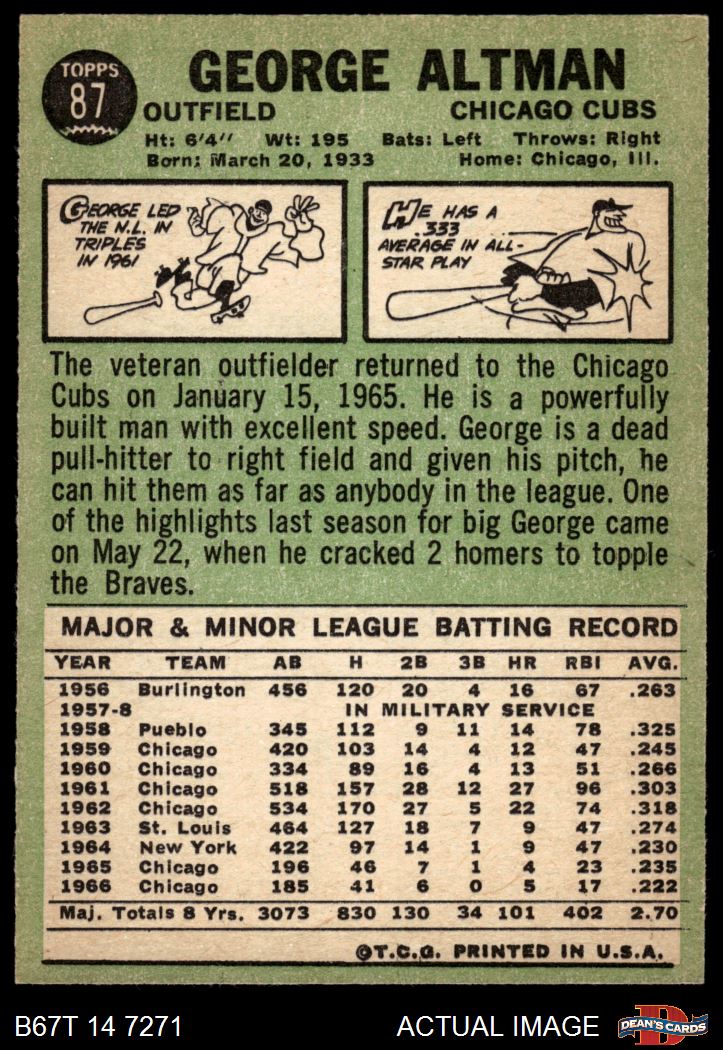 TOPPS
87
GEORGE ALTMAN
OUTFIELD CHICAGO CUBS
Ht: 6'4'' Wt: 195 Bats: Left Throws: Right
Born: March 20, 1933 Home: Chicago, Ill.
GEORGE LED
THE N.L. IN
TRIPLES
IN 1961
HE HAS A
.333
AVERAGE IN ALL-
STAR PLAY
The veteran outfielder returned to the Chicago
Cubs on January 15, 1965. He is a powerfully
built man with excellent speed. George is a dead
pull-hitter to right field and given his pitch, he
can hit them as far as anybody in the league. One
of the highlights last season for big George came
on May 22, when he cracked 2 homers to topple
the Braves.
MAJOR & MINOR LEAGUE BATTING RECORD
YEAR TEAM AB H 2B 3B HR RBI AVG.
1956 Burlington 456 120 20 4 16 67 .263
1957-8 IN MILITARY SERVICE
1958 Pueblo 345 112 9 11 14 78 .325
1959 Chicago 420 103 14 4 12 47 .245
1960 Chicago 334 89 16 4 13 51 .266
1961 Chicago 518 157 28 12 27 96 .303
1962 Chicago 534 170 27 5 22 74 .318
1963 St. Louis 464 127 18 7 9 47 .274
1964 New York 422 97 14 1 9 47 .230
1965 Chicago 196 46 7 1 4 23 .235
1966 Chicago 185 41 6 0 5 17 .222
Maj. Totals 8 Yrs. 3073 830 130 34 101 402 2.70
©T.C.G. PRINTED IN U.S.A.
B67T 14 7271 ACTUAL IMAGE
D
DEAN'S CARDS